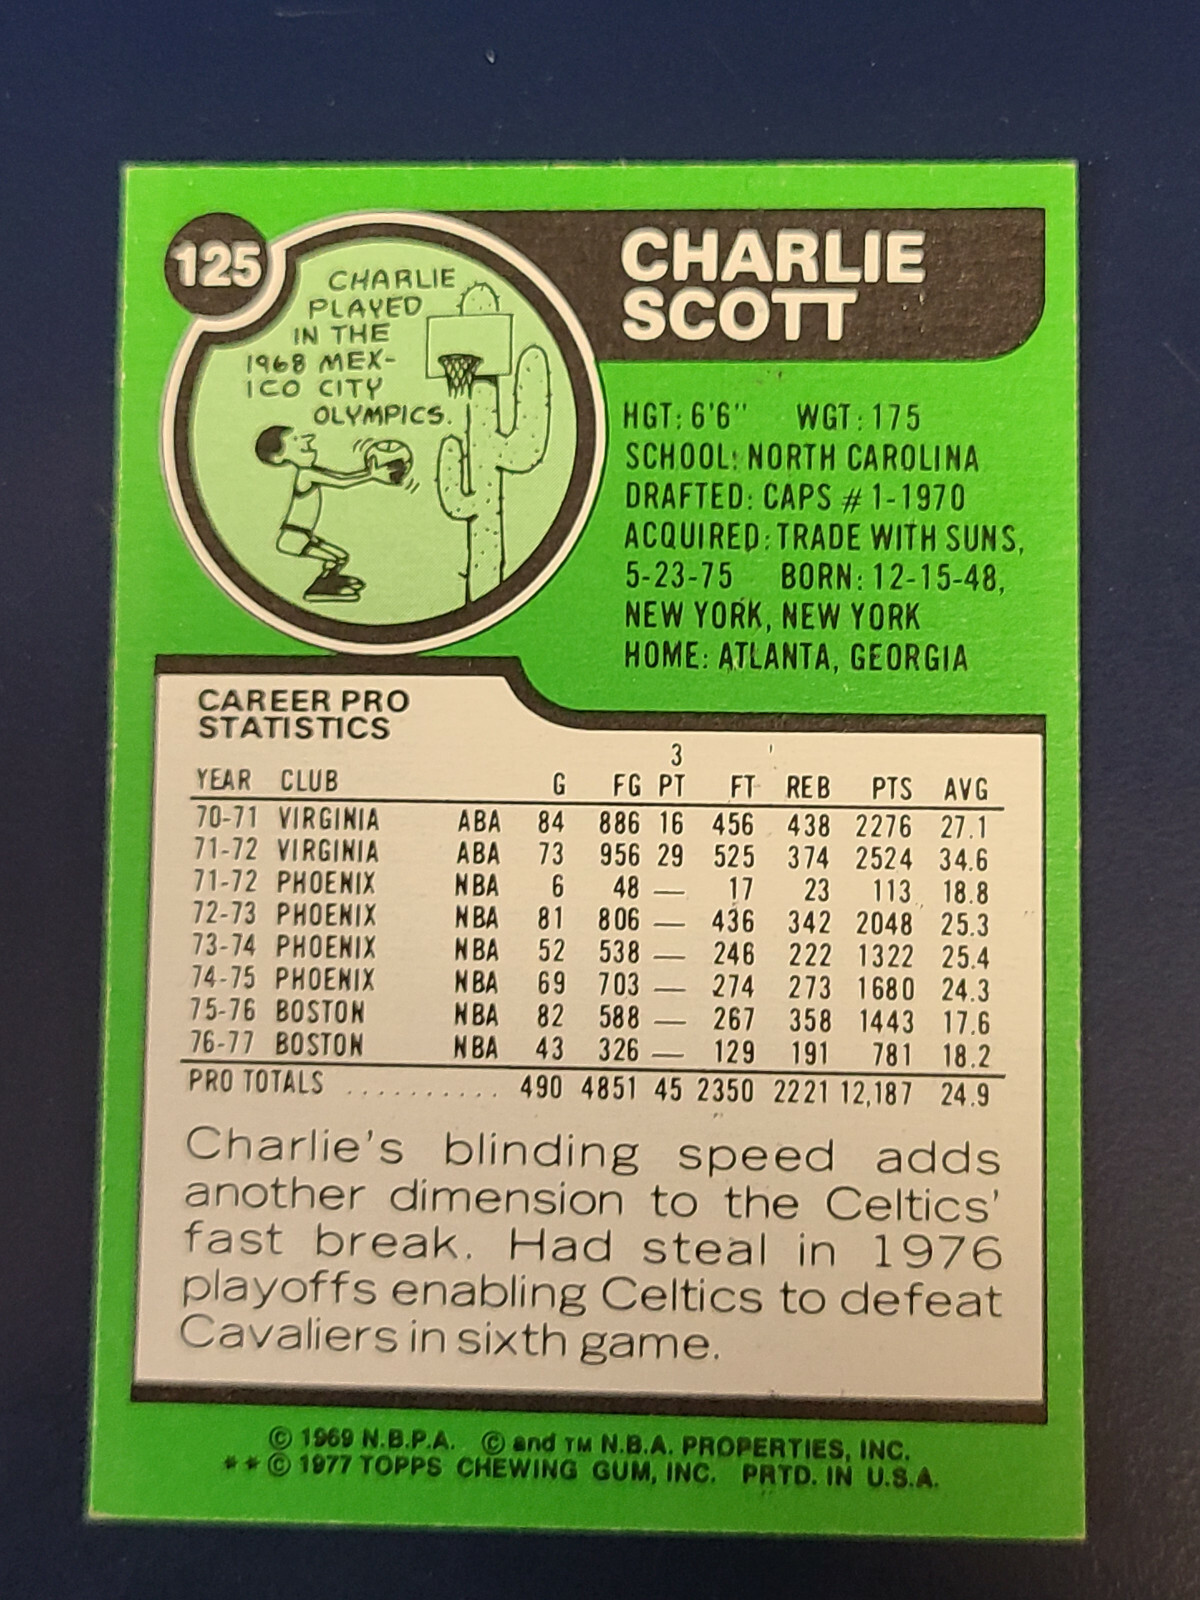 125
CHARLIE
SCOTT
CHARLIE
PLAYED
IN THE
1968 MEX-
ICO CITY
OLYMPICS.
HGT: 6'6" WGT: 175
SCHOOL: NORTH CAROLINA
DRAFTED: CAPS # 1-1970
ACQUIRED: TRADE WITH SUNS,
5-23-75 BORN: 12-15-48,
NEW YORK, NEW YORK
HOME: ATLANTA, GEORGIA
CAREER PRO
STATISTICS
3
YEAR CLUB G FG PT FT REB PTS AVG
70-71 VIRGINIA ABA 84 886 16 456 438 2276 27.1
71-72 VIRGINIA ABA 73 956 29 525 374 2524 34.6
71-72 PHOENIX NBA 6 48 — 17 23 113 18.8
72-73 PHOENIX NBA 81 806 — 436 342 2048 25.3
73-74 PHOENIX NBA 52 538 — 246 222 1322 25.4
74-75 PHOENIX NBA 69 703 — 274 273 1680 24.3
75-76 BOSTON NBA 82 588 — 267 358 1443 17.6
76-77 BOSTON NBA 43 326 — 129 191 781 18.2
PRO TOTALS .......... 490 4851 45 2350 2221 12,187 24.9
Charlie's blinding speed adds
another dimension to the Celtics'
fast break. Had steal in 1976
playoffs enabling Celtics to defeat
Cavaliers in sixth game.
© 1969 N.B.P.A. © and TM N.B.A. PROPERTIES, INC.
**© 1977 TOPPS CHEWING GUM, INC. PRTD. IN U.S.A.